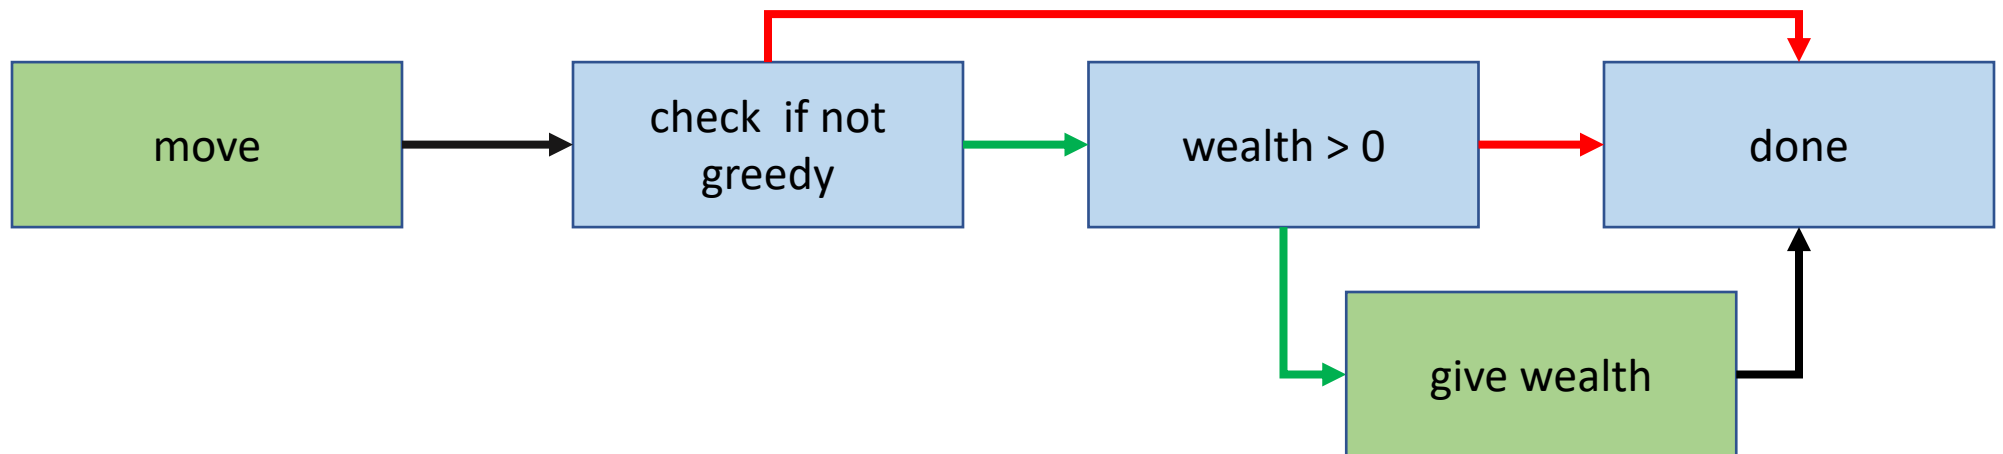 move
check  if not
greedy
wealth > 0
done
give wealth